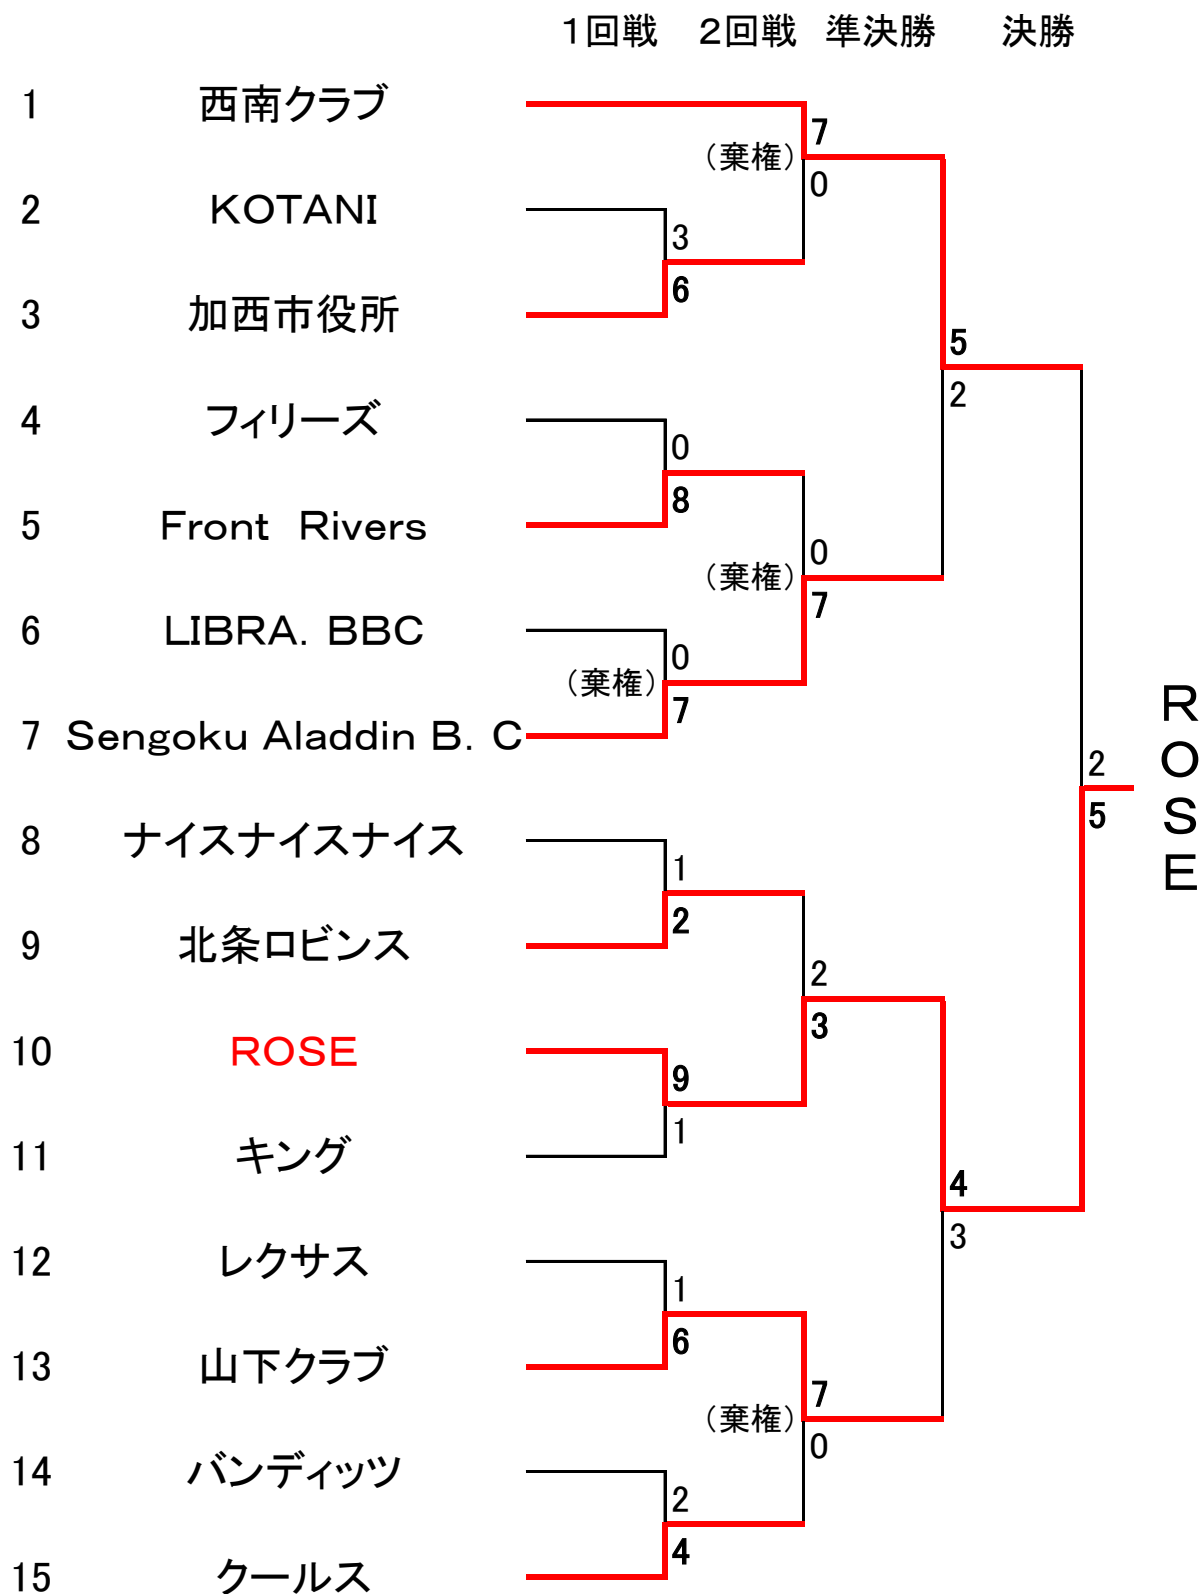 1回戦 2回戦 準決勝 決勝
1 西南クラブ
7
(棄権)
0
2 KOTANI
3
6
3 加西市役所
5
2
4 フィリーズ
0
8
5 Front Rivers
0
(棄権)
7
6 LIBRA. BBC
0
(棄権)
7
7 Sengoku Aladdin B. C
2
5
ROSE
8 ナイスナイスナイス
1
2
9 北条ロビンス
2
3
10 ROSE
9
1
11 キング
4
3
12 レクサス
1
6
13 山下クラブ
7
(棄権)
0
14 バンディッツ
2
4
15 クールス